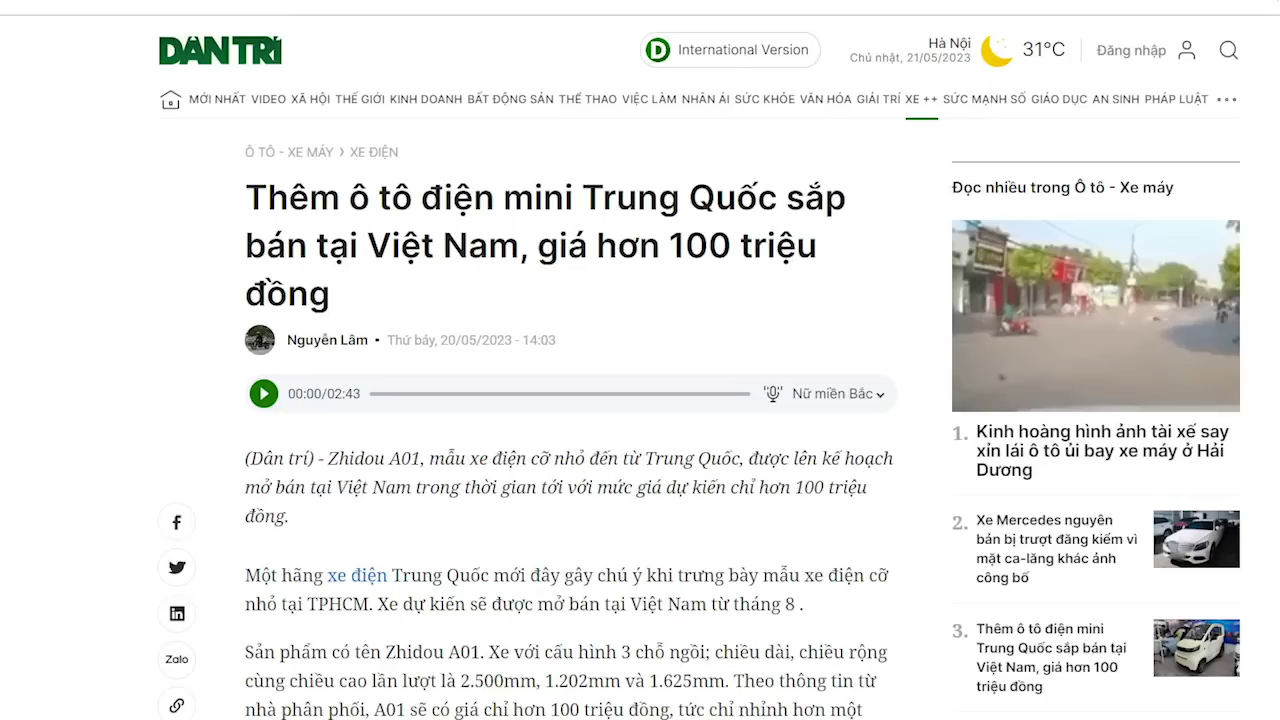 DÂN TRÍ
D International Version
Hà Nội
Chủ nhật, 21/05/2023
31°C
Đăng nhập
MỚI NHẤT VIDEO XÃ HỘI THẾ GIỚI KINH DOANH BẤT ĐỘNG SẢN THỂ THAO VIỆC LÀM NHÂN ÁI SỨC KHỎE VĂN HÓA GIẢI TRÍ XE ++ SỨC MẠNH SỐ GIÁO DỤC AN SINH PHÁP LUẬT •••
Ô TÔ - XE MÁY › XE ĐIỆN
Thêm ô tô điện mini Trung Quốc sắp
bán tại Việt Nam, giá hơn 100 triệu
đồng
Nguyễn Lâm • Thứ bảy, 20/05/2023 - 14:03
00:00/02:43
Nữ miền Bắc
(Dân trí) - Zhidou A01, mẫu xe điện cỡ nhỏ đến từ Trung Quốc, được lên kế hoạch
mở bán tại Việt Nam trong thời gian tới với mức giá dự kiến chỉ hơn 100 triệu
đồng.
Một hãng xe điện Trung Quốc mới đây gây chú ý khi trưng bày mẫu xe điện cỡ
nhỏ tại TPHCM. Xe dự kiến sẽ được mở bán tại Việt Nam từ tháng 8 .
Sản phẩm có tên Zhidou A01. Xe với cấu hình 3 chỗ ngồi; chiều dài, chiều rộng
cùng chiều cao lần lượt là 2.500mm, 1.202mm và 1.625mm. Theo thông tin từ
nhà phân phối, A01 sẽ có giá chỉ hơn 100 triệu đồng, tức chỉ nhỉnh hơn một
Zalo
Đọc nhiều trong Ô tô - Xe máy
1. Kinh hoàng hình ảnh tài xế say
xỉn lái ô tô ủi bay xe máy ở Hải
Dương
2. Xe Mercedes nguyên
bản bị trượt đăng kiểm vì
mặt ca-lăng khác ảnh
công bố
3. Thêm ô tô điện mini
Trung Quốc sắp bán tại
Việt Nam, giá hơn 100
triệu đồng